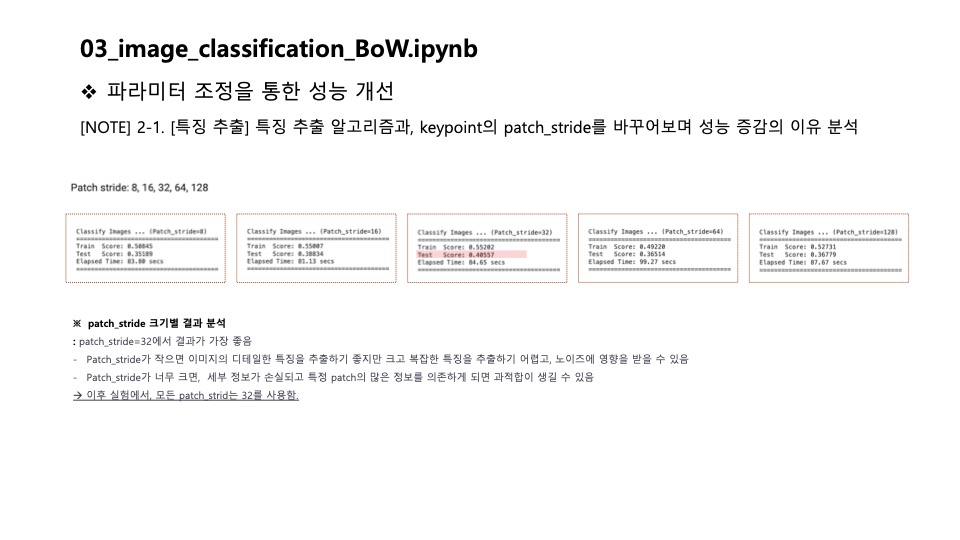 03_image_classification_BoW.ipynb
❖ 파라미터 조정을 통한 성능 개선
[NOTE] 2-1. [특징 추출] 특징 추출 알고리즘과, keypoint의 patch_stride를 바꾸어보며 성능 증감의 이유 분석
Patch stride: 8, 16, 32, 64, 128
Classify Images ... (Patch_stride=8)
========================================
Train  Score: 0.50845
Test   Score: 0.35189
Elapsed Time: 83.80 secs
========================================
Classify Images ... (Patch_stride=16)
========================================
Train  Score: 0.55007
Test   Score: 0.38834
Elapsed Time: 81.13 secs
========================================
Classify Images ... (Patch_stride=32)
========================================
Train  Score: 0.55202
Test   Score: 0.40557
Elapsed Time: 84.65 secs
========================================
Classify Images ... (Patch_stride=64)
========================================
Train  Score: 0.49220
Test   Score: 0.36514
Elapsed Time: 99.27 secs
========================================
Classify Images ... (Patch_stride=128)
========================================
Train  Score: 0.52731
Test   Score: 0.36779
Elapsed Time: 87.67 secs
========================================
※ patch_stride 크기별 결과 분석
: patch_stride=32에서 결과가 가장 좋음
- Patch_stride가 작으면 이미지의 디테일한 특징을 추출하기 좋지만 크고 복잡한 특징을 추출하기 어렵고, 노이즈에 영향을 받을 수 있음
- Patch_stride가 너무 크면, 세부 정보가 손실되고 특정 patch의 많은 정보를 의존하게 되면 과적합이 생길 수 있음
→ 이후 실험에서, 모든 patch_strid는 32를 사용함.